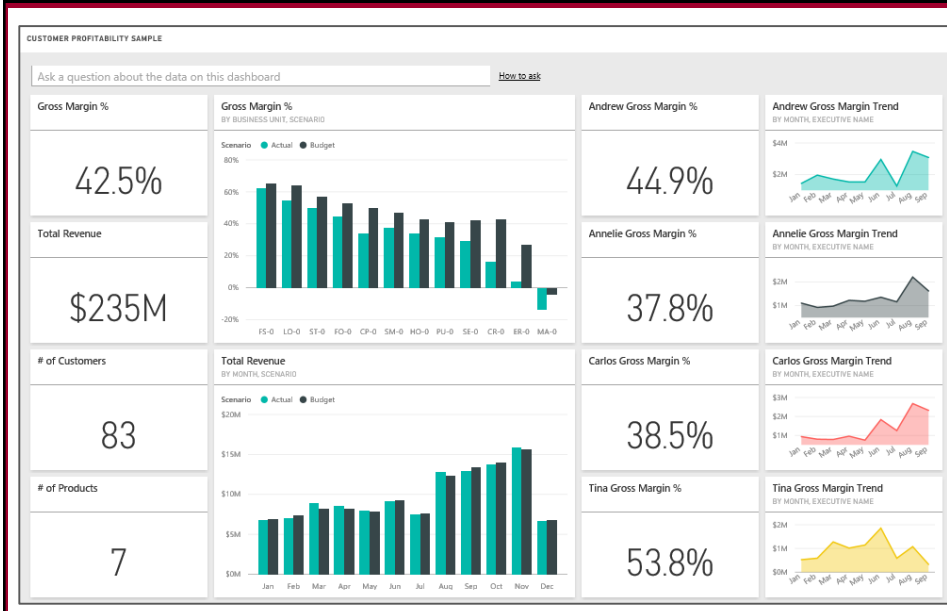 CUSTOMER PROFITABILITY SAMPLE
Ask a question about the data on this dashboard
How to ask
Gross Margin %
42.5%
Total Revenue
$235M
# of Customers
83
# of Products
7
Gross Margin %
BY BUSINESS UNIT, SCENARIO
Scenario Actual Budget
80%
60%
40%
20%
0%
-20%
FS-0 LO-0 ST-0 FO-0 CP-0 SM-0 HO-0 PU-0 SE-0 CR-0 ER-0 MA-0
Total Revenue
BY MONTH, SCENARIO
Scenario Actual Budget
$20M
$15M
$10M
$5M
$0M
Jan Feb Mar Apr May Jun Jul Aug Sep Oct Nov Dec
Andrew Gross Margin %
44.9%
Annelie Gross Margin %
37.8%
Carlos Gross Margin %
38.5%
Tina Gross Margin %
53.8%
Andrew Gross Margin Trend
BY MONTH, EXECUTIVE NAME
$4M
$2M
Jan Feb Mar Apr May Jun Jul Aug Sep
Annelie Gross Margin Trend
BY MONTH, EXECUTIVE NAME
$2M
$1M
Jan Feb Mar Apr May Jun Jul Aug Sep
Carlos Gross Margin Trend
BY MONTH, EXECUTIVE NAME
$3M
$2M
$1M
Jan Feb Mar Apr May Jun Jul Aug Sep
Tina Gross Margin Trend
BY MONTH, EXECUTIVE NAME
$2M
$1M
$0M
Jan Feb Mar Apr May Jun Jul Aug Sep